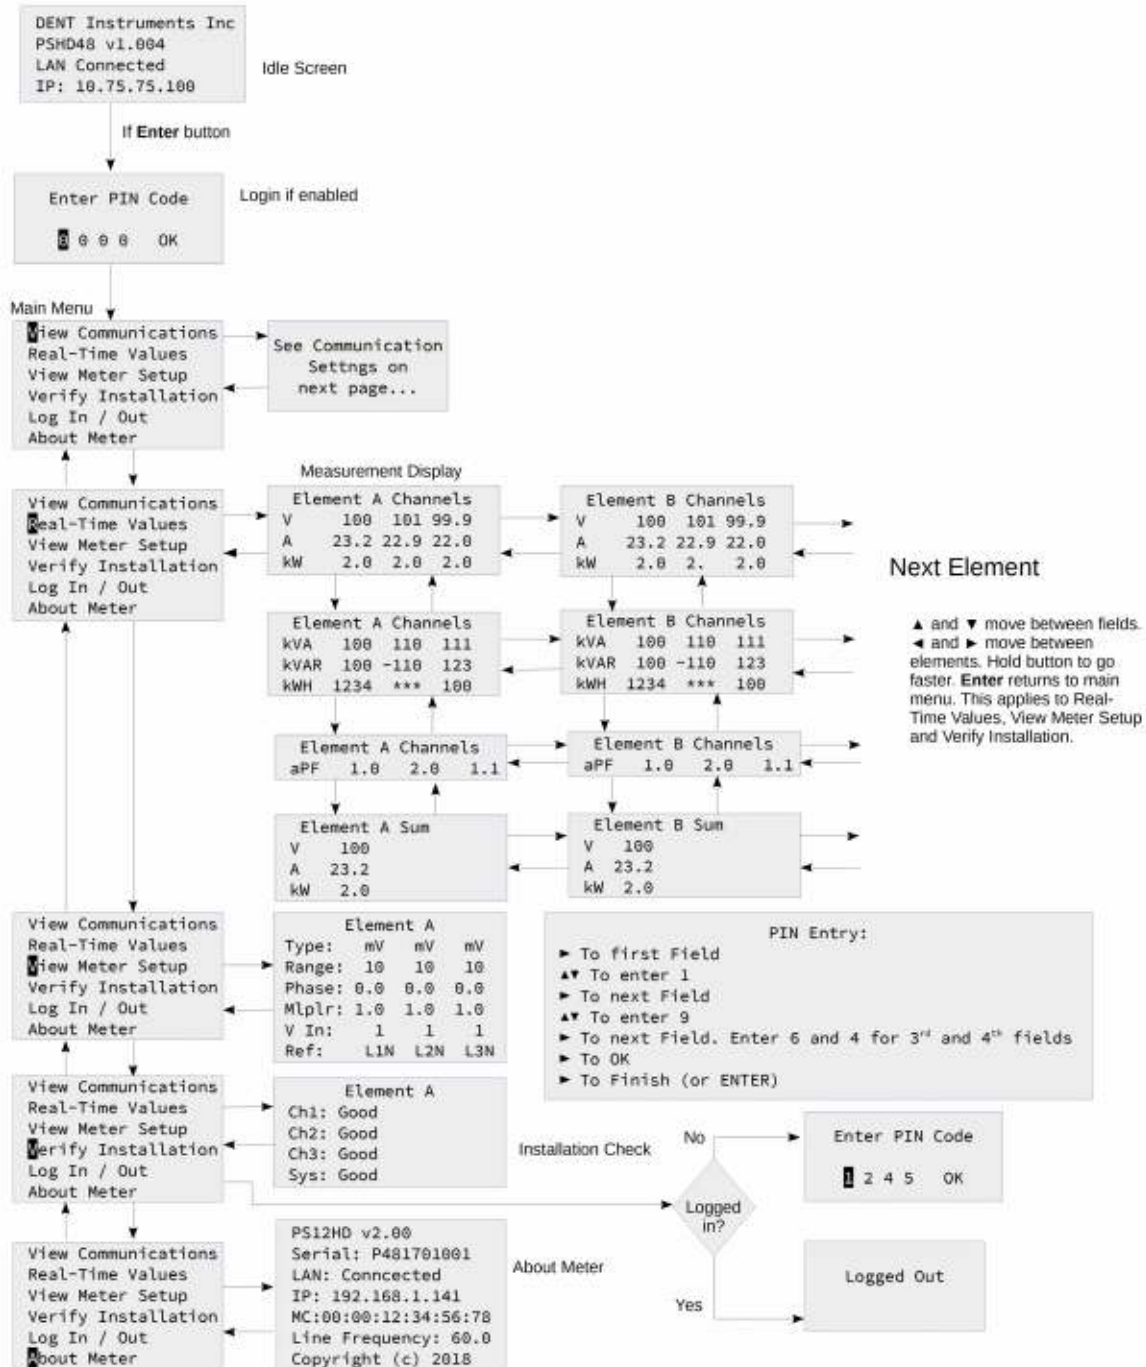 DENT Instruments Inc
PSHD48 v1.004
LAN Connected
IP: 10.75.75.100
Idle Screen
If Enter button
Enter PIN Code
0 0 0 0 OK
Login if enabled
Main Menu
View Communications
Real-Time Values
View Meter Setup
Verify Installation
Log In / Out
About Meter
See Communication
Settngs on
next page...
View Communications
Real-Time Values
View Meter Setup
Verify Installation
Log In / Out
About Meter
Measurement Display
Element A Channels
V 100 101 99.9
A 23.2 22.9 22.0
kW 2.0 2.0 2.0
Element B Channels
V 100 101 99.9
A 23.2 22.9 22.0
kW 2.0 2. 2.0
Element A Channels
kVA 100 110 111
kVAR 100 -110 123
kWH 1234 *** 100
Element B Channels
kVA 100 110 111
kVAR 100 -110 123
kWH 1234 *** 100
Element A Channels
aPF 1.0 2.0 1.1
Element B Channels
aPF 1.0 2.0 1.1
Element A Sum
V 100
A 23.2
kW 2.0
Element B Sum
V 100
A 23.2
kW 2.0
Next Element
▲ and ▼ move between fields.
◄ and ► move between
elements. Hold button to go
faster. Enter returns to main
menu. This applies to Real-
Time Values, View Meter Setup
and Verify Installation.
View Communications
Real-Time Values
View Meter Setup
Verify Installation
Log In / Out
About Meter
Element A
Type: mV mV mV
Range: 10 10 10
Phase: 0.0 0.0 0.0
Mlplr: 1.0 1.0 1.0
V In: 1 1 1
Ref: L1N L2N L3N
PIN Entry:
► To first Field
▲▼ To enter 1
► To next Field
▲▼ To enter 9
► To next Field. Enter 6 and 4 for 3rd and 4th fields
► To OK
► To Finish (or ENTER)
View Communications
Real-Time Values
View Meter Setup
Verify Installation
Log In / Out
About Meter
Element A
Ch1: Good
Ch2: Good
Ch3: Good
Sys: Good
Installation Check
No
Logged
in?
Yes
Enter PIN Code
1 2 4 5 OK
Logged Out
View Communications
Real-Time Values
View Meter Setup
Verify Installation
Log In / Out
About Meter
PS12HD v2.00
Serial: P481701001
LAN: Conncected
IP: 192.168.1.141
MC:00:00:12:34:56:78
Line Frequency: 60.0
Copyright (c) 2018
About Meter